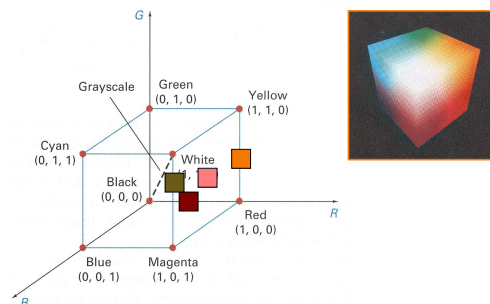 G
Green
(0, 1, 0)
Grayscale
Yellow
(1, 1, 0)
Cyan
(0, 1, 1)
White
Black
(0, 0, 0)
R
Red
(1, 0, 0)
Blue
(0, 0, 1)
Magenta
(1, 0, 1)
B